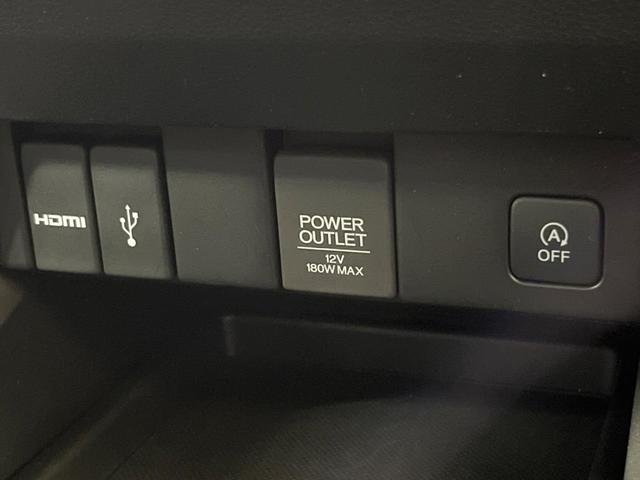 HDMI
POWER
OUTLET
12V
180W MAX
A
OFF